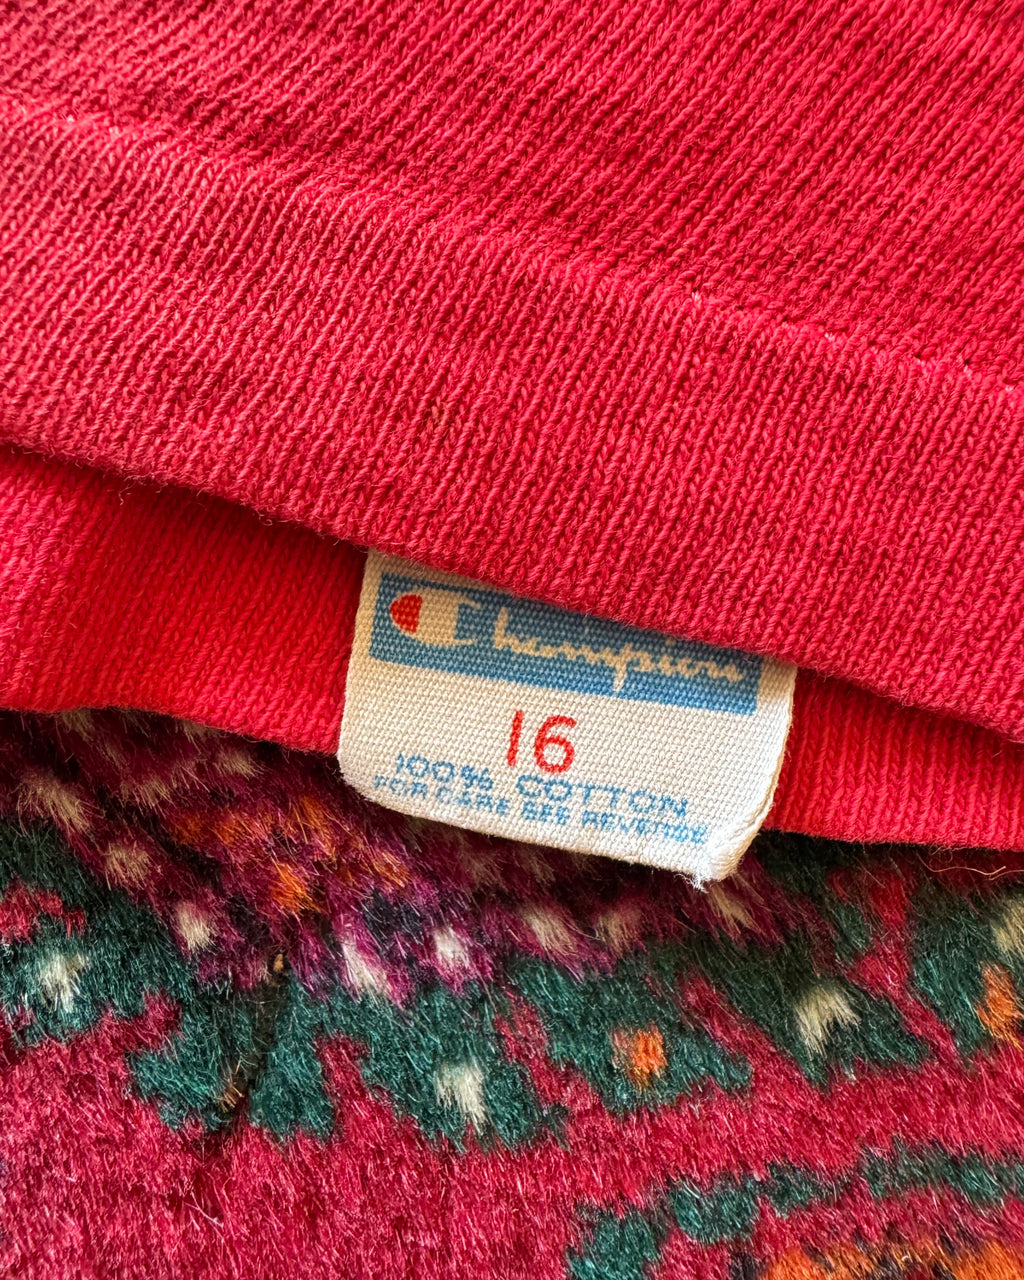 Champion
16
100% COTTON
FOR CARE SEE REVERSE